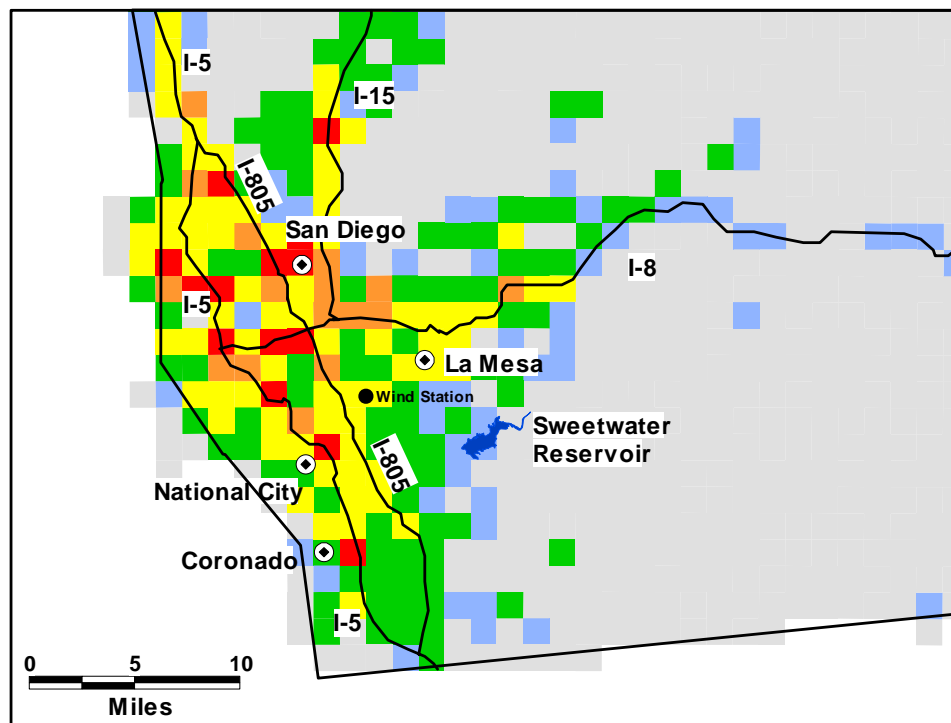 I-5
I-15
I-805
San Diego
I-8
I-5
La Mesa
Wind Station
Sweetwater
Reservoir
I-805
National City
Coronado
I-5
0 5 10
Miles